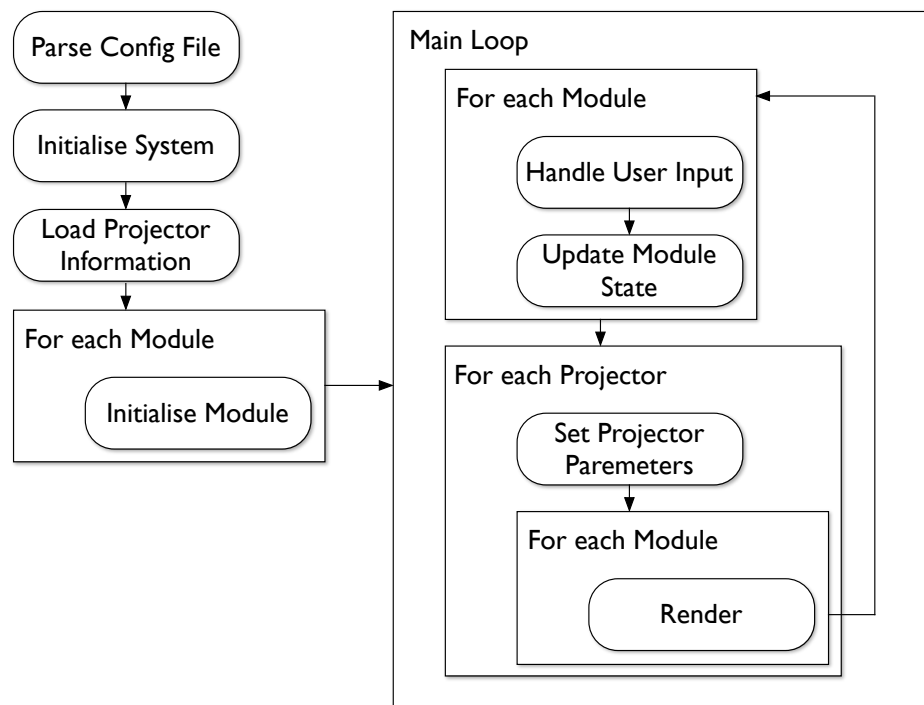 Parse Config File
Initialise System
Load Projector
Information
For each Module
Initialise Module
Main Loop
For each Module
Handle User Input
Update Module
State
For each Projector
Set Projector
Paremeters
For each Module
Render